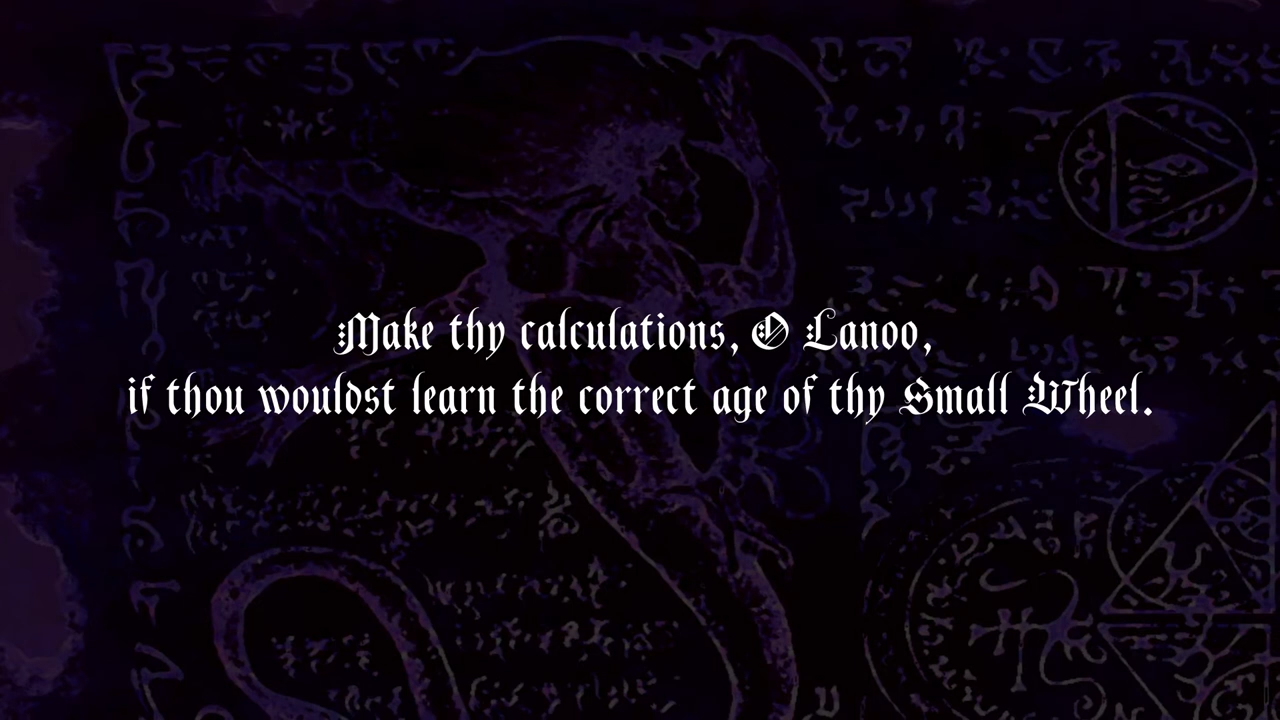 Make thy calculations, O Lanoo,
if thou wouldst learn the correct age of thy Small Wheel.